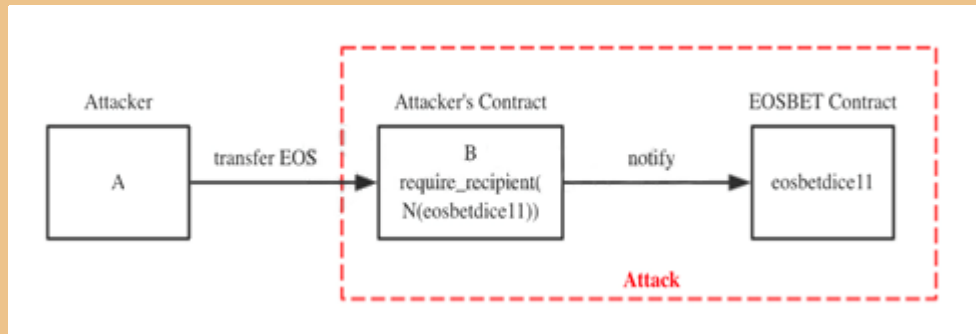 Attacker
Attacker's Contract
EOSBET Contract
A
transfer EOS
B
require_recipient(
N(eosbetdice11))
notify
eosbetdice11
Attack